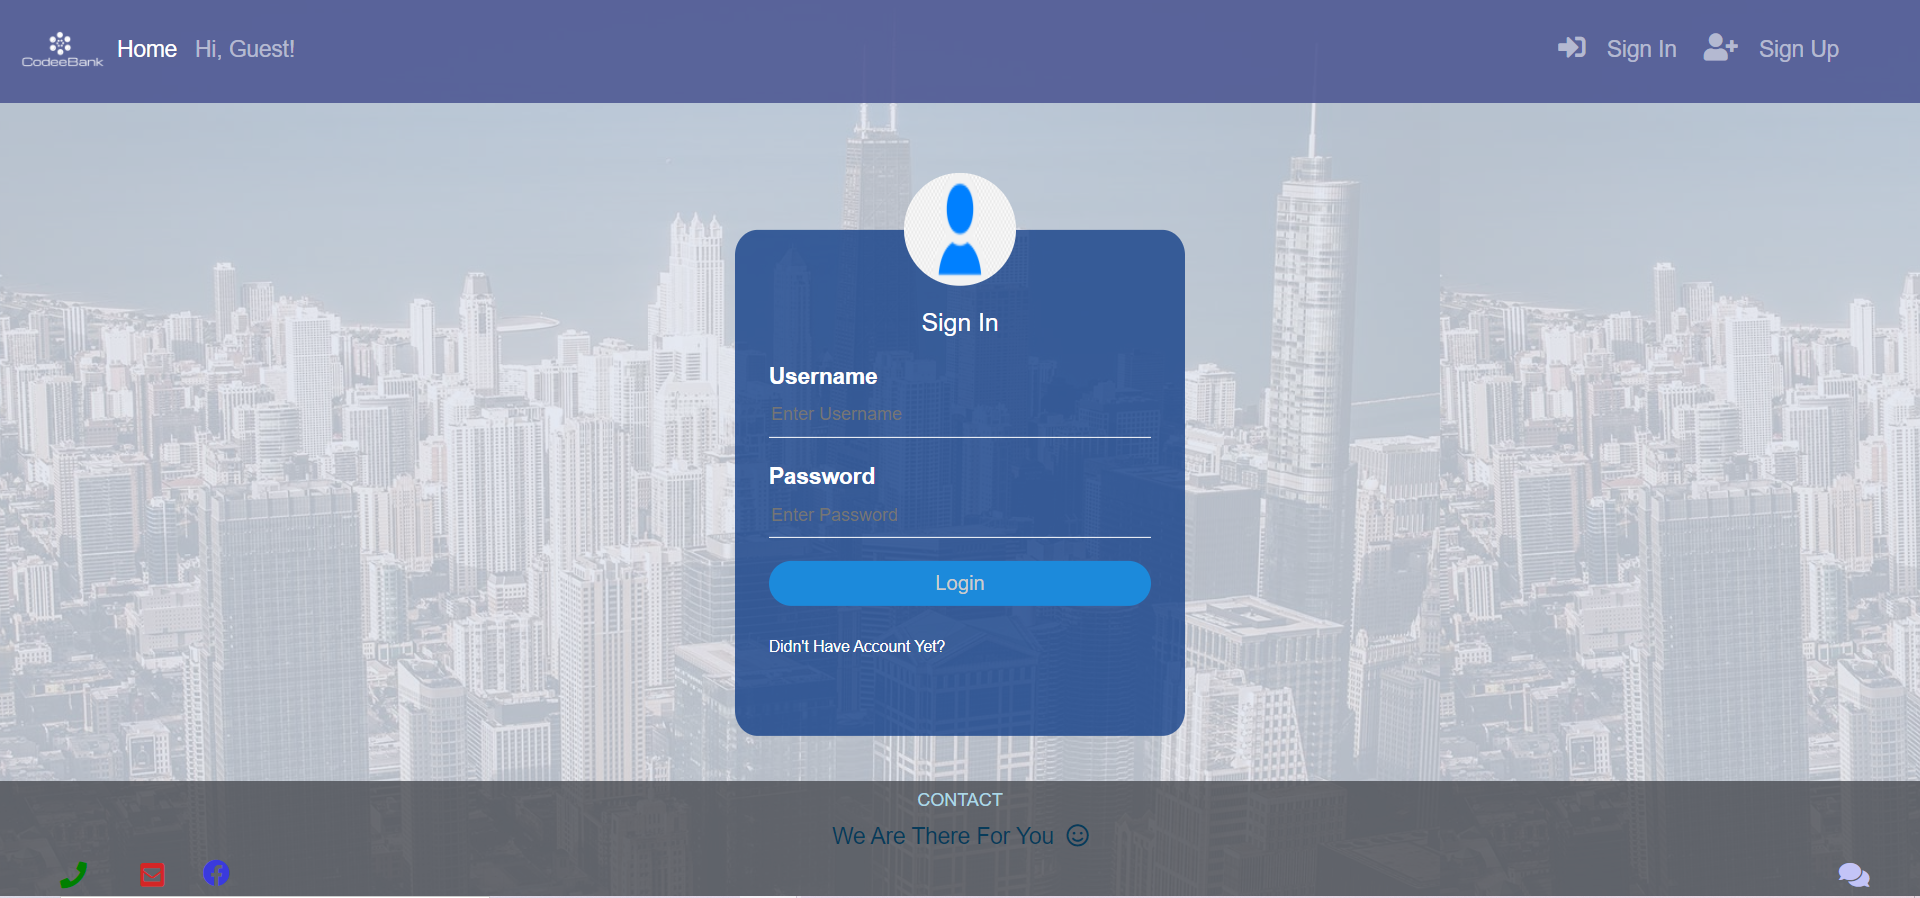 CodeeBank
Home Hi, Guest!
Sign In Sign Up
Sign In
Username
Enter Username
Password
Enter Password
Login
Didn't Have Account Yet?
CONTACT
We Are There For You